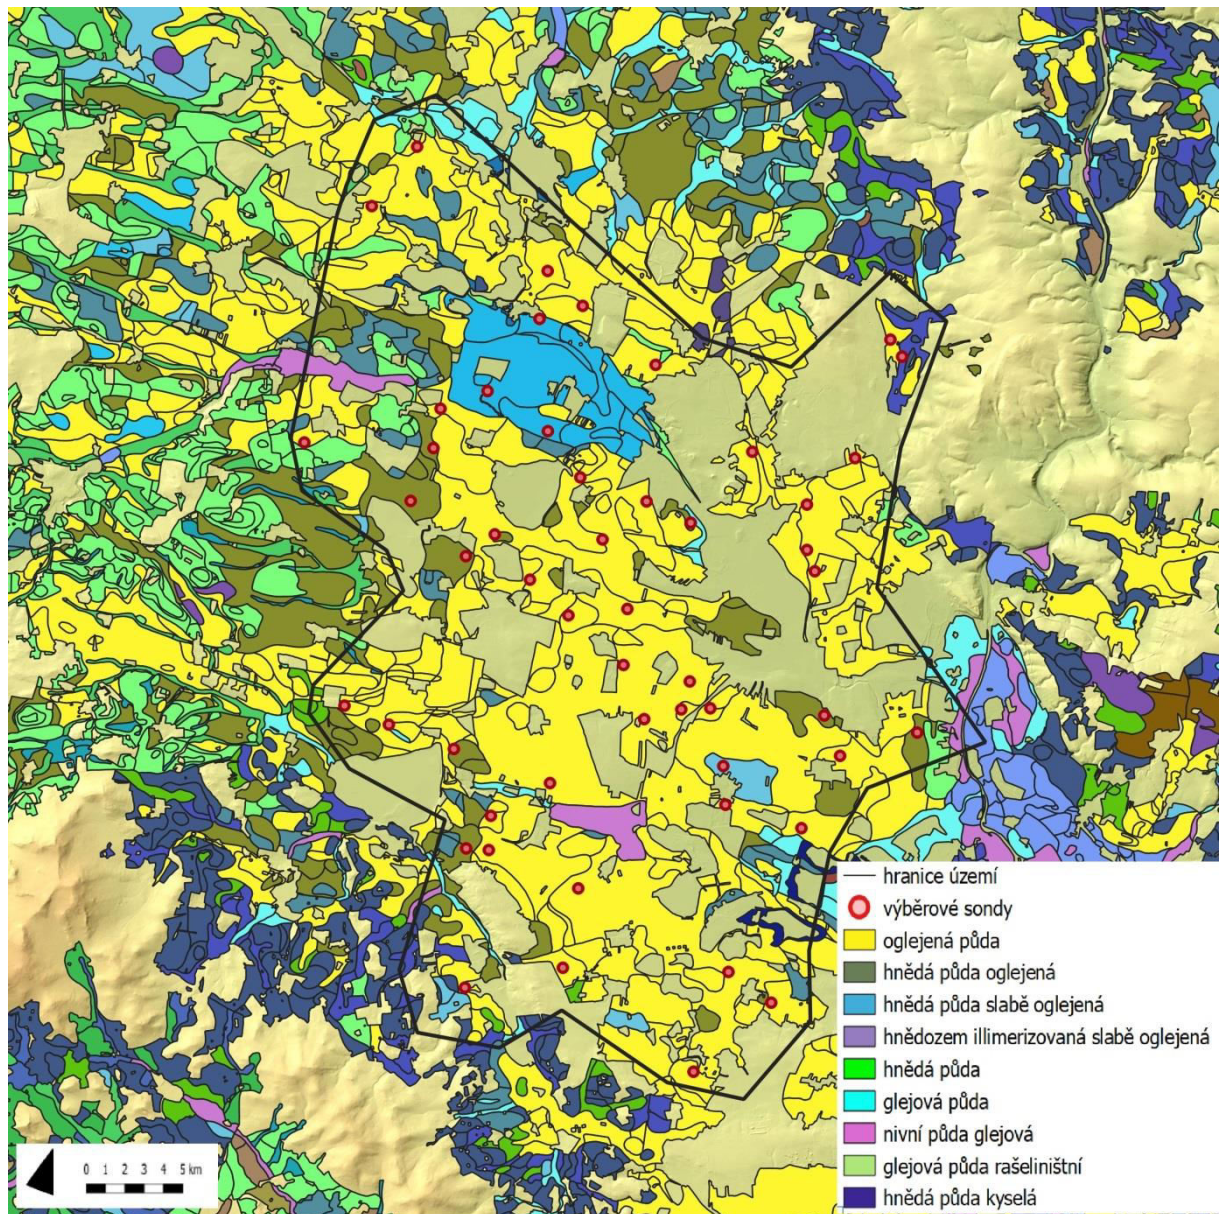 hranice území
výběrové sondy
oglejená půda
hnědá půda oglejená
hnědá půda slabě oglejená
hnědozem illimerizovaná slabě oglejená
hnědá půda
glejová půda
nivní půda glejová
glejová půda rašeliništní
hnědá půda kyselá
0 1 2 3 4 5 km